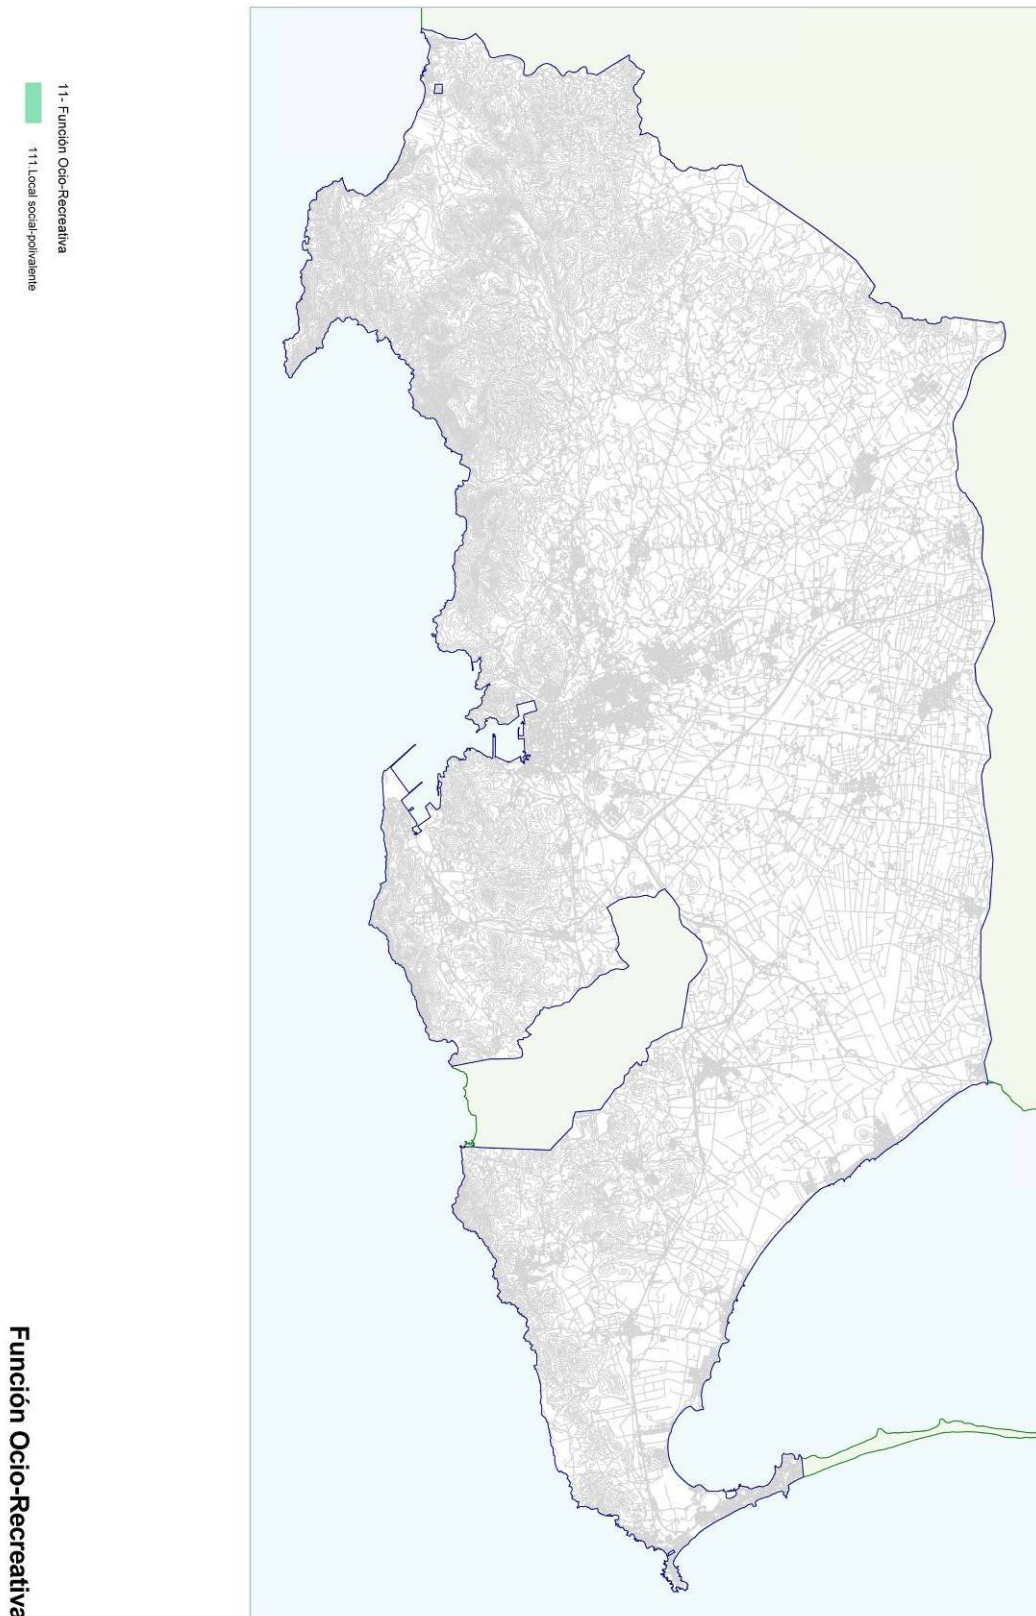 11- Función Ocio-Recreativa
111.Local social-polivalente
Función Ocio-Recreativa